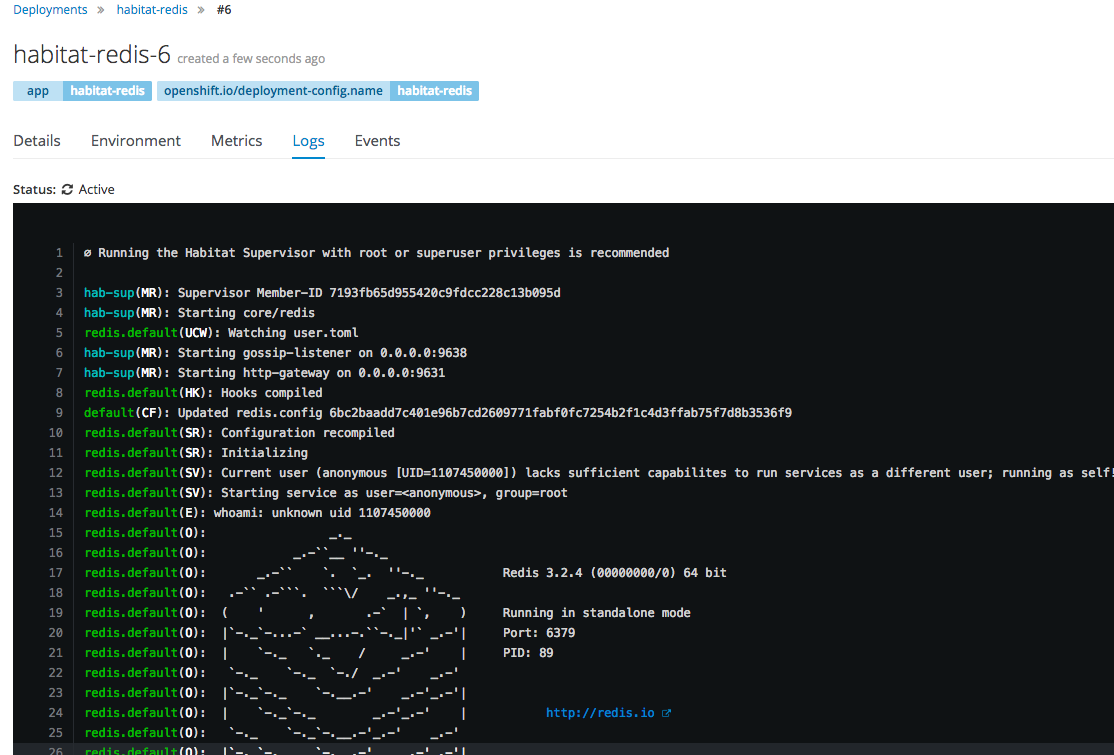 Deployments » habitat-redis » #6
habitat-redis-6 created a few seconds ago
app habitat-redis openshift.io/deployment-config.name habitat-redis
Details Environment Metrics Logs Events
Status: Active
1 ø Running the Habitat Supervisor with root or superuser privileges is recommended
2
3 hab-sup(MR): Supervisor Member-ID 7193fb65d955420c9fdcc228c13b095d
4 hab-sup(MR): Starting core/redis
5 redis.default(UCW): Watching user.toml
6 hab-sup(MR): Starting gossip-listener on 0.0.0.0:9638
7 hab-sup(MR): Starting http-gateway on 0.0.0.0:9631
8 redis.default(HK): Hooks compiled
9 default(CF): Updated redis.config 6bc2baadd7c401e96b7cd2609771fabf0fc7254b2f1c4d3ffab75f7d8b3536f9
10 redis.default(SR): Configuration recompiled
11 redis.default(SR): Initializing
12 redis.default(SV): Current user (anonymous [UID=1107450000]) lacks sufficient capabilites to run services as a different user; running as self!
13 redis.default(SV): Starting service as user=<anonymous>, group=root
14 redis.default(E): whoami: unknown uid 1107450000
15 redis.default(O):                 _._
16 redis.default(O):            _.-``__ ''-._
17 redis.default(O):       _.-``    `.  `_.  ''-._           Redis 3.2.4 (00000000/0) 64 bit
18 redis.default(O):   .-`` .-```.  ```\/    _.,_ ''-._
19 redis.default(O):  (    '      ,       .-`  | `,    )     Running in standalone mode
20 redis.default(O):  |`-._`-...-` __...-.``-._|'` _.-'|     Port: 6379
21 redis.default(O):  |    `-._   `._    /     _.-'    |     PID: 89
22 redis.default(O):   `-._    `-._  `-./  _.-'    _.-'
23 redis.default(O):  |`-._`-._    `-.__.-'    _.-'_.-'|
24 redis.default(O):  |    `-._`-._        _.-'_.-'    |           http://redis.io
25 redis.default(O):   `-._    `-._`-.__.-'_.-'    _.-'
26 redis.default(O):  |`-._`-._    `-.__.-'    _.-'_.-'|